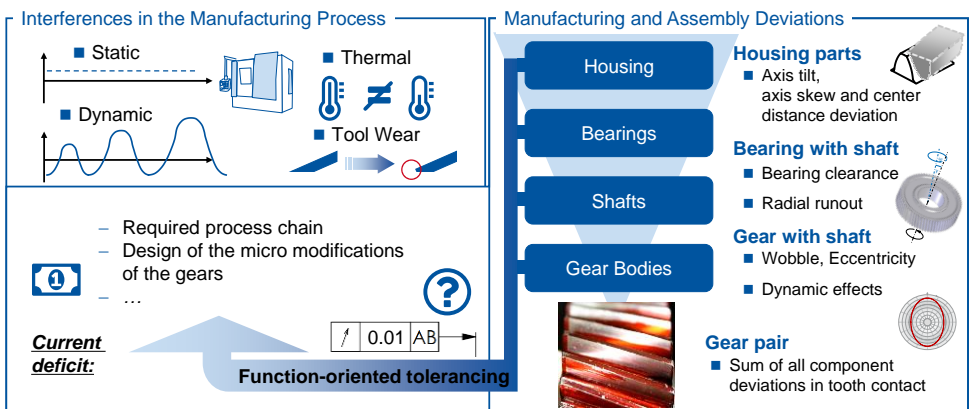 Interferences in the Manufacturing Process
Static
Thermal
Dynamic
Tool Wear
Required process chain
Design of the micro modifications
of the gears
…
1
Current
deficit:
?
0.01 AB
Function-oriented tolerancing
Manufacturing and Assembly Deviations
Housing
Bearings
Shafts
Gear Bodies
Housing parts
Axis tilt,
axis skew and center
distance deviation
Bearing with shaft
Bearing clearance
Radial runout
Gear with shaft
Wobble, Eccentricity
Dynamic effects
Gear pair
Sum of all component
deviations in tooth contact